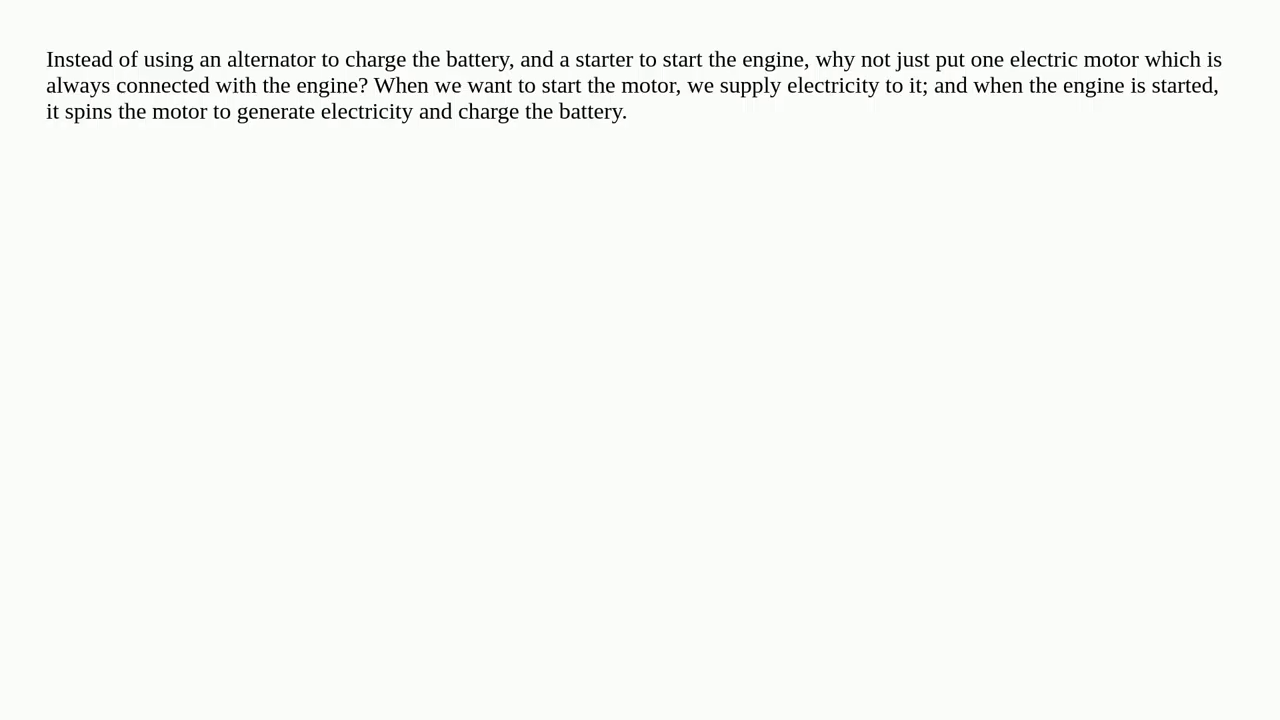 Instead of using an alternator to charge the battery, and a starter to start the engine, why not just put one electric motor which is
always connected with the engine? When we want to start the motor, we supply electricity to it; and when the engine is started,
it spins the motor to generate electricity and charge the battery.